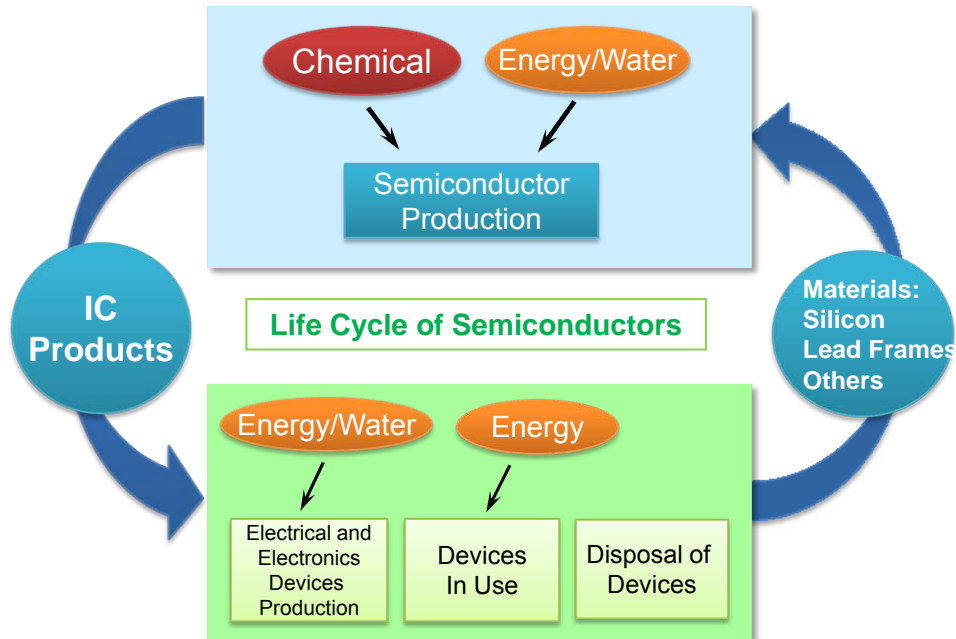 Chemical
Energy/Water
Semiconductor
Production
IC
Products
Life Cycle of Semiconductors
Materials:
Silicon
Lead Frames
Others
Energy/Water
Energy
Electrical and
Electronics
Devices
Production
Devices
In Use
Disposal of
Devices